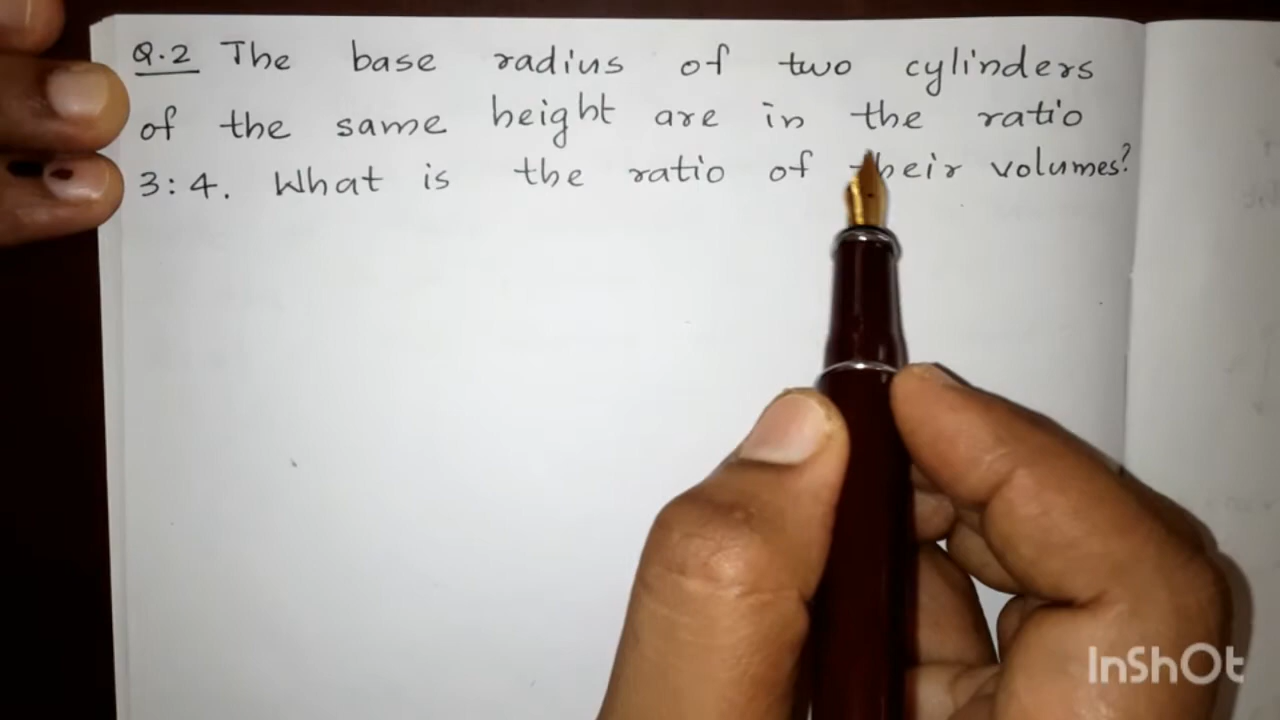 Q.2 The base radius of two cylinders
of the same height are in the ratio
3:4. What is the ratio of their volumes?
InShOt